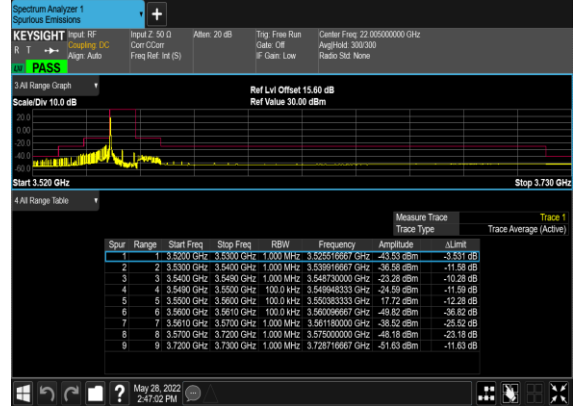 Spectrum Analyzer 1
Spurious Emissions
KEYSIGHT Input: RF Input Z: 50 Ω Atten: 20 dB Trig: Free Run Center Freq: 22.005000000 GHz
R T Coupling: DC Corr CCorr Gate: Off Avg|Hold: 300/300
Align: Auto Freq Ref: Int (S) IF Gain: Low Radio Std: None
PASS
3.All Range Graph
Ref Lvl Offset 15.60 dB
Scale/Div 10.0 dB Ref Value 30.00 dBm
20.0
0.00
-20.0
-40.0
-60.0
Start 3.520 GHz Stop 3.730 GHz
4.All Range Table
Measure Trace Trace 1
Trace Type Trace Average (Active)
Spur Range Start Freq Stop Freq RBW Frequency Amplitude ΔLimit
1 1 3.5200 GHz 3.5300 GHz 1.000 MHz 3.525516667 GHz -43.53 dBm -3.531 dB
2 2 3.5300 GHz 3.5400 GHz 1.000 MHz 3.539916667 GHz -36.58 dBm -11.58 dB
3 3 3.5400 GHz 3.5490 GHz 1.000 MHz 3.548730000 GHz -23.28 dBm -10.28 dB
4 4 3.5490 GHz 3.5500 GHz 100.0 kHz 3.549948333 GHz -24.59 dBm -11.59 dB
5 5 3.5500 GHz 3.5600 GHz 100.0 kHz 3.550383333 GHz 17.72 dBm -12.28 dB
6 6 3.5600 GHz 3.5610 GHz 100.0 kHz 3.560096667 GHz -49.82 dBm -36.82 dB
7 7 3.5610 GHz 3.5700 GHz 1.000 MHz 3.561180000 GHz -38.52 dBm -25.52 dB
8 8 3.5700 GHz 3.7200 GHz 1.000 MHz 3.575000000 GHz -48.18 dBm -23.18 dB
9 9 3.7200 GHz 3.7300 GHz 1.000 MHz 3.728716667 GHz -51.63 dBm -11.63 dB
May 28, 2022
2:47:02 PM